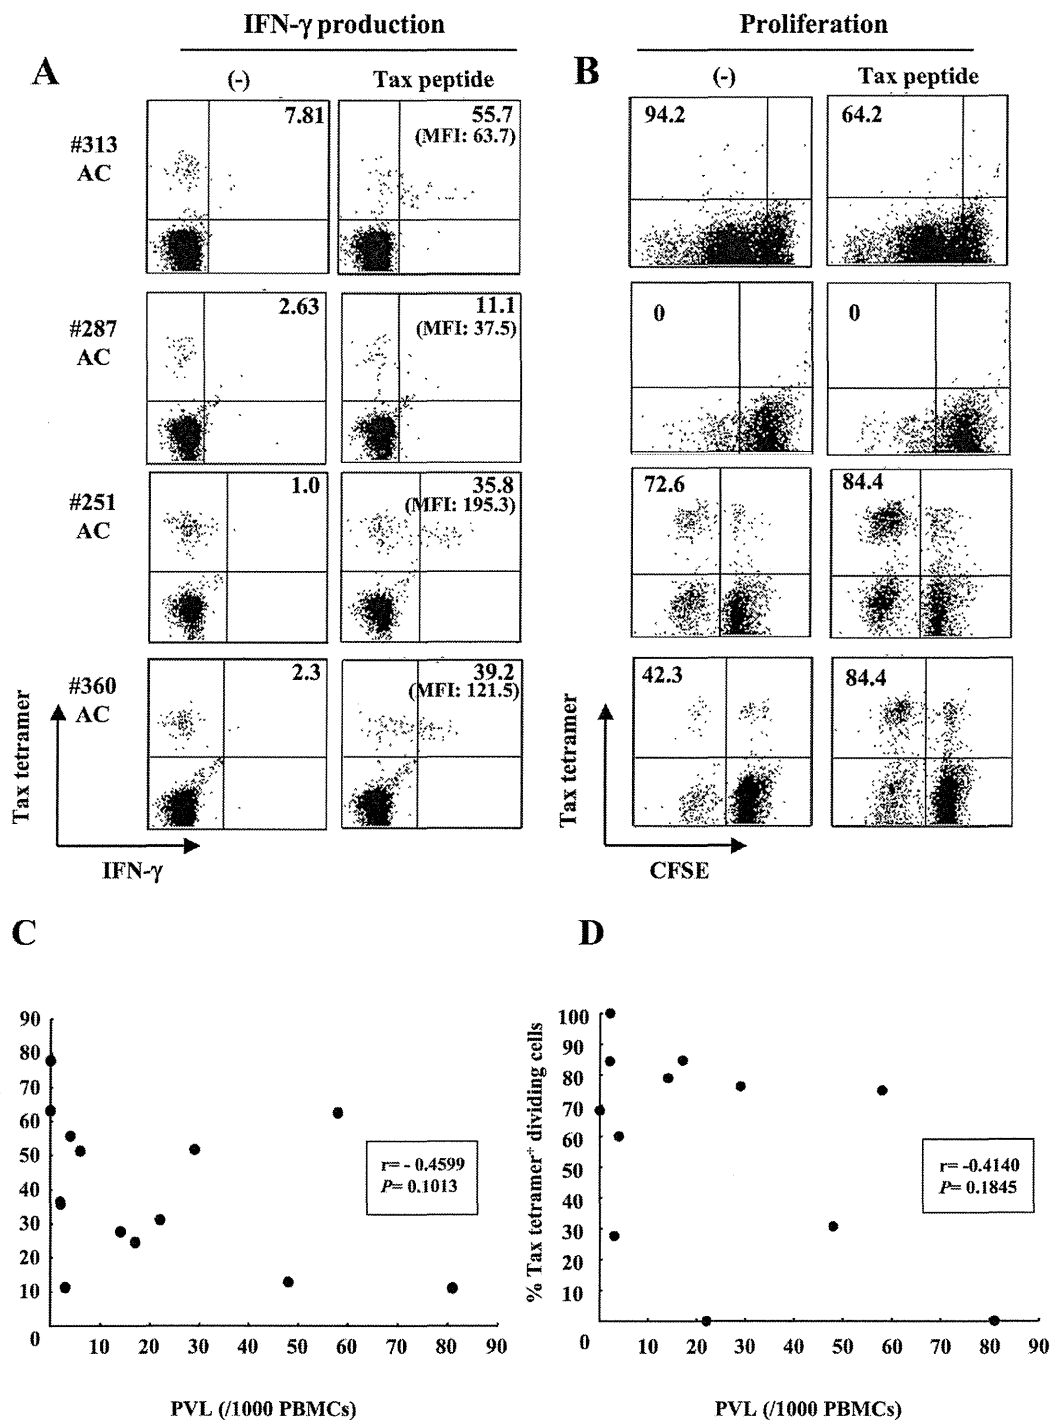 IFN-γ production
Proliferation
A
(-)
Tax peptide
B
(-)
Tax peptide
#313
AC
7.81
55.7
(MFI: 63.7)
94.2
64.2
#287
AC
2.63
11.1
(MFI: 37.5)
0
0
#251
AC
1.0
35.8
(MFI: 195.3)
72.6
84.4
#360
AC
2.3
39.2
(MFI: 121.5)
42.3
84.4
Tax tetramer
IFN-γ
Tax tetramer
CFSE
C
90
80
70
60
50
40
30
20
10
0
10 20 30 40 50 60 70 80 90
r= - 0.4599
P= 0.1013
PVL (/1000 PBMCs)
D
% Tax tetramer⁺ dividing cells
100
90
80
70
60
50
40
30
20
10
0
10 20 30 40 50 60 70 80 90
r= -0.4140
P= 0.1845
PVL (/1000 PBMCs)